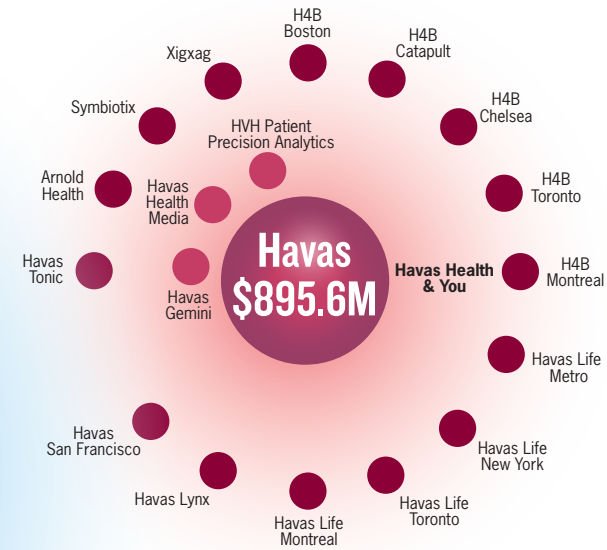 H4B
Boston
H4B
Catapult
Xigxag
H4B
Chelsea
Symbiotix
HVH Patient
Precision Analytics
Arnold
Health
Havas
Health
Media
H4B
Toronto
Havas
Tonic
Havas
$895.6M
Havas Health
& You
H4B
Montreal
Havas
Gemini
Havas Life
Metro
Havas
San Francisco
Havas Life
New York
Havas Lynx
Havas Life
Toronto
Havas Life
Montreal